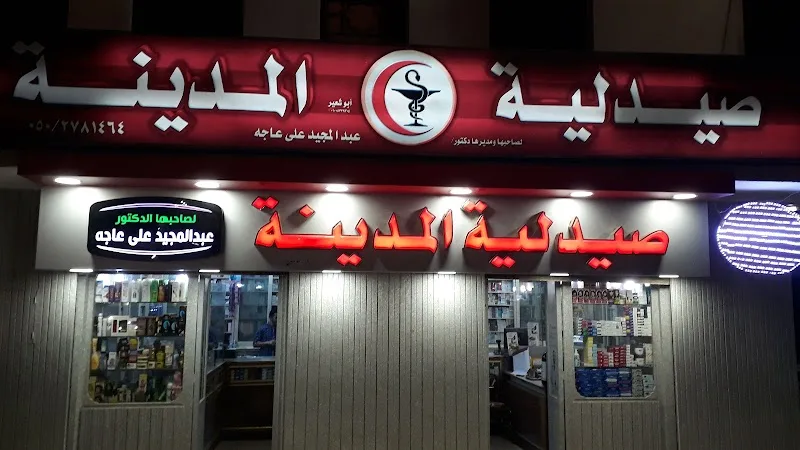 صيدلية المدينة
لصاحبها ومديرها دكتور/
عبد المجيد على عاجه
أبو لعير
٠٥٠/٢٧٨١٤٦٤
لصاحبها الدكتور
عبدالمجيد على عاجه
صيدلية المدينة